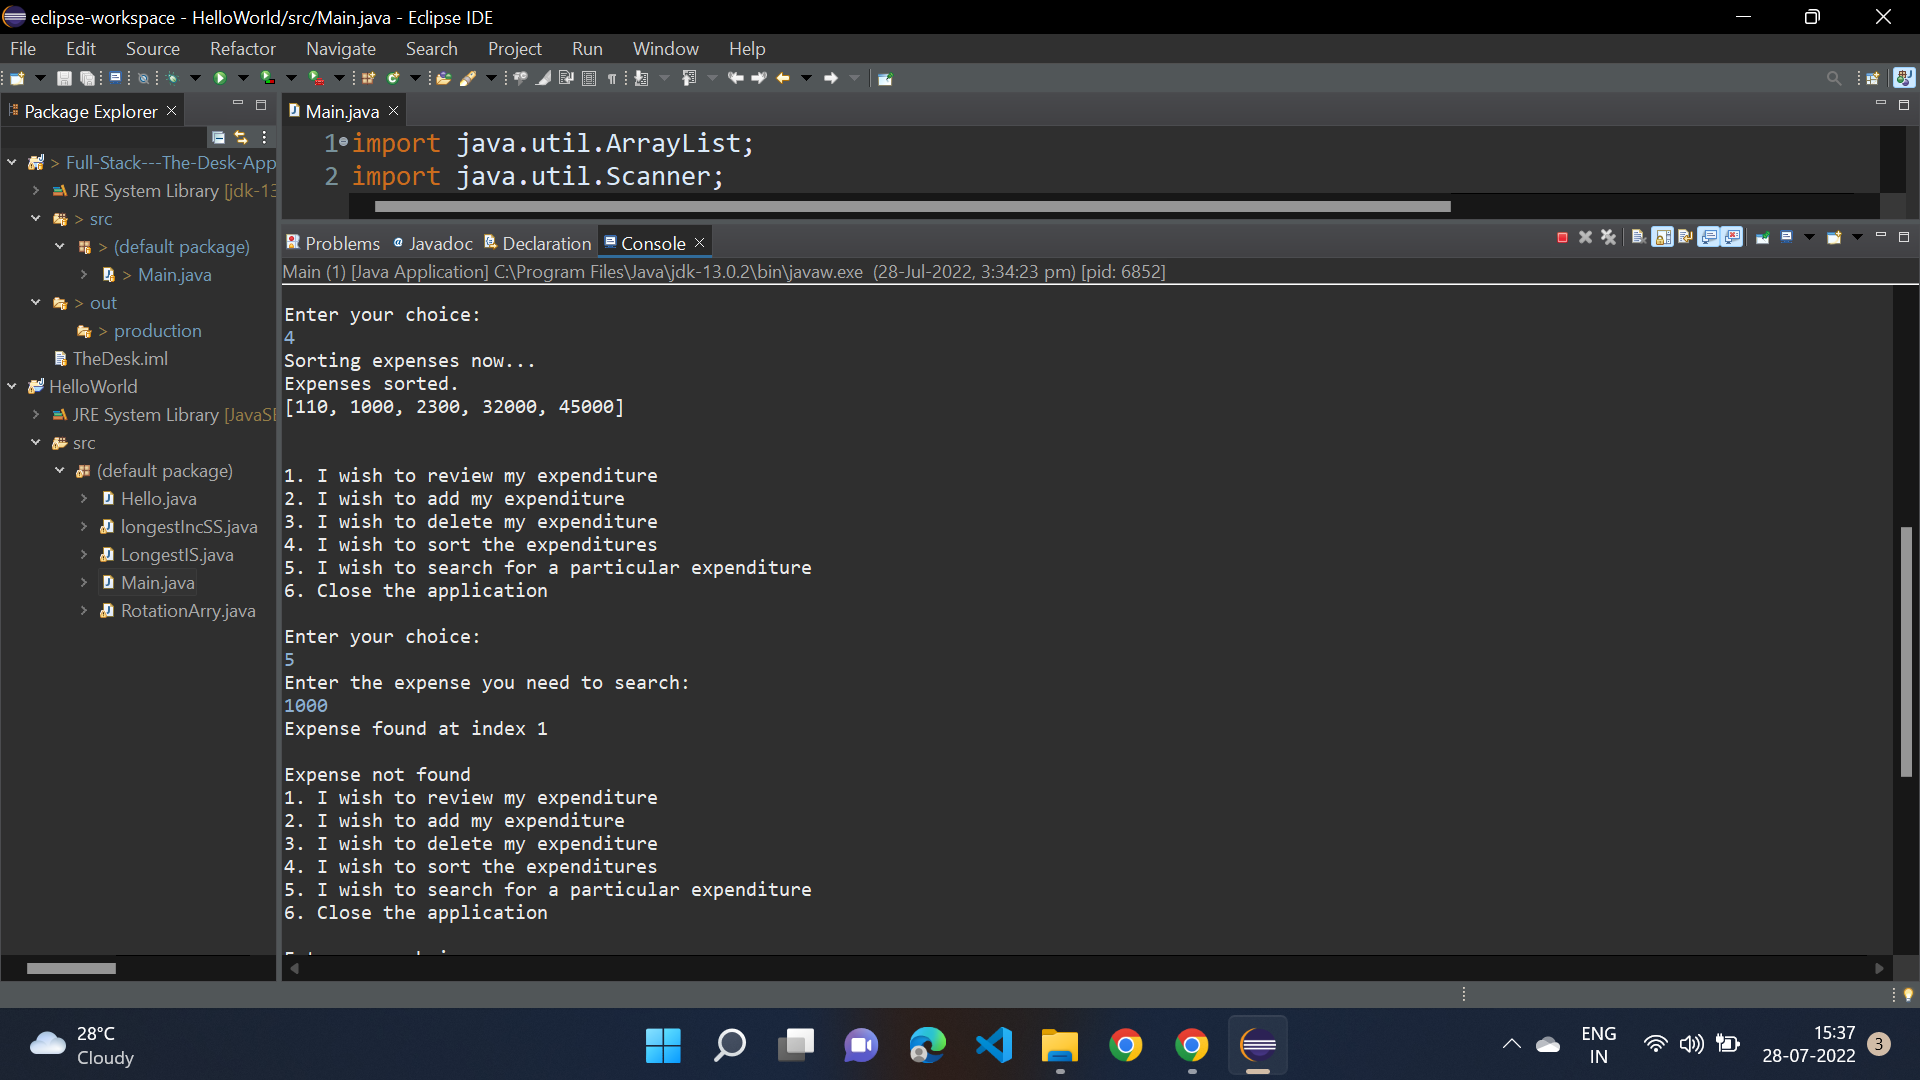 eclipse-workspace - HelloWorld/src/Main.java - Eclipse IDE
File Edit Source Refactor Navigate Search Project Run Window Help
Package Explorer
> Full-Stack---The-Desk-App
JRE System Library [jdk-13
> src
> (default package)
> Main.java
> out
> production
TheDesk.iml
HelloWorld
JRE System Library [JavaSE
src
(default package)
Hello.java
longestIncSS.java
LongestIS.java
Main.java
RotationArry.java
Main.java
1 import java.util.ArrayList;
2 import java.util.Scanner;
Problems Javadoc Declaration Console
Main (1) [Java Application] C:\Program Files\Java\jdk-13.0.2\bin\javaw.exe (28-Jul-2022, 3:34:23 pm) [pid: 6852]
Enter your choice:
4
Sorting expenses now...
Expenses sorted.
[110, 1000, 2300, 32000, 45000]
1. I wish to review my expenditure
2. I wish to add my expenditure
3. I wish to delete my expenditure
4. I wish to sort the expenditures
5. I wish to search for a particular expenditure
6. Close the application
Enter your choice:
5
Enter the expense you need to search:
1000
Expense found at index 1
Expense not found
1. I wish to review my expenditure
2. I wish to add my expenditure
3. I wish to delete my expenditure
4. I wish to sort the expenditures
5. I wish to search for a particular expenditure
6. Close the application
28°C
Cloudy
ENG
IN
15:37
28-07-2022
3